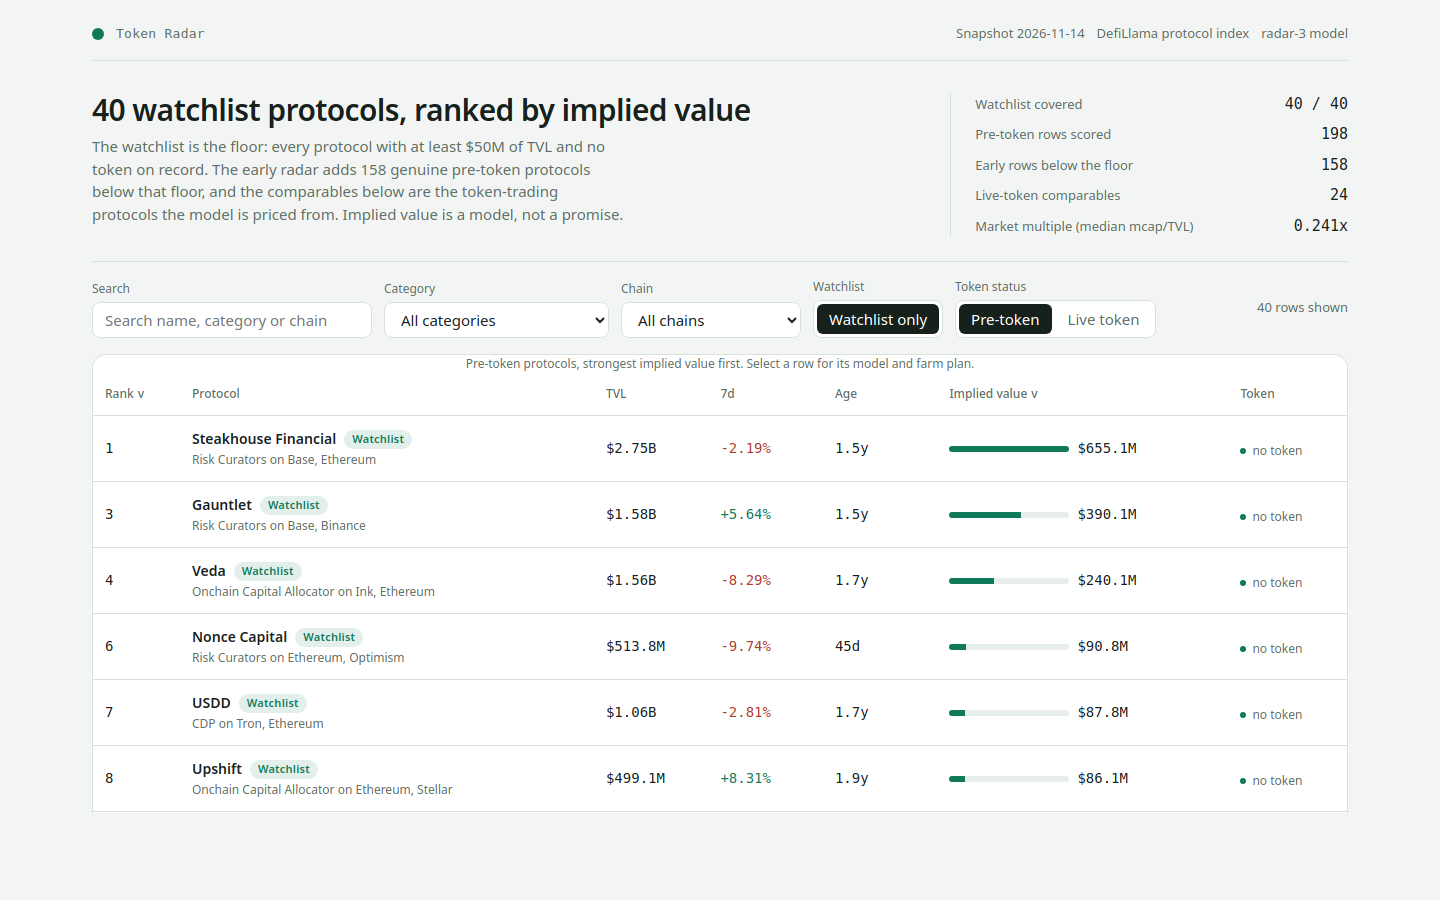 Token Radar
Snapshot 2026-11-14 DefiLlama protocol index radar-3 model
40 watchlist protocols, ranked by implied value
The watchlist is the floor: every protocol with at least $50M of TVL and no
token on record. The early radar adds 158 genuine pre-token protocols
below that floor, and the comparables below are the token-trading
protocols the model is priced from. Implied value is a model, not a promise.
Watchlist covered 40 / 40
Pre-token rows scored 198
Early rows below the floor 158
Live-token comparables 24
Market multiple (median mcap/TVL) 0.241x
Search Category Chain Watchlist Token status
Search name, category or chain All categories All chains Watchlist only Pre-token Live token 40 rows shown
Pre-token protocols, strongest implied value first. Select a row for its model and farm plan.
Rank v Protocol TVL 7d Age Implied value v Token
1 Steakhouse Financial Watchlist $2.75B -2.19% 1.5y $655.1M no token
Risk Curators on Base, Ethereum
3 Gauntlet Watchlist $1.58B +5.64% 1.5y $390.1M no token
Risk Curators on Base, Binance
4 Veda Watchlist $1.56B -8.29% 1.7y $240.1M no token
Onchain Capital Allocator on Ink, Ethereum
6 Nonce Capital Watchlist $513.8M -9.74% 45d $90.8M no token
Risk Curators on Ethereum, Optimism
7 USDD Watchlist $1.06B -2.81% 1.7y $87.8M no token
CDP on Tron, Ethereum
8 Upshift Watchlist $499.1M +8.31% 1.9y $86.1M no token
Onchain Capital Allocator on Ethereum, Stellar